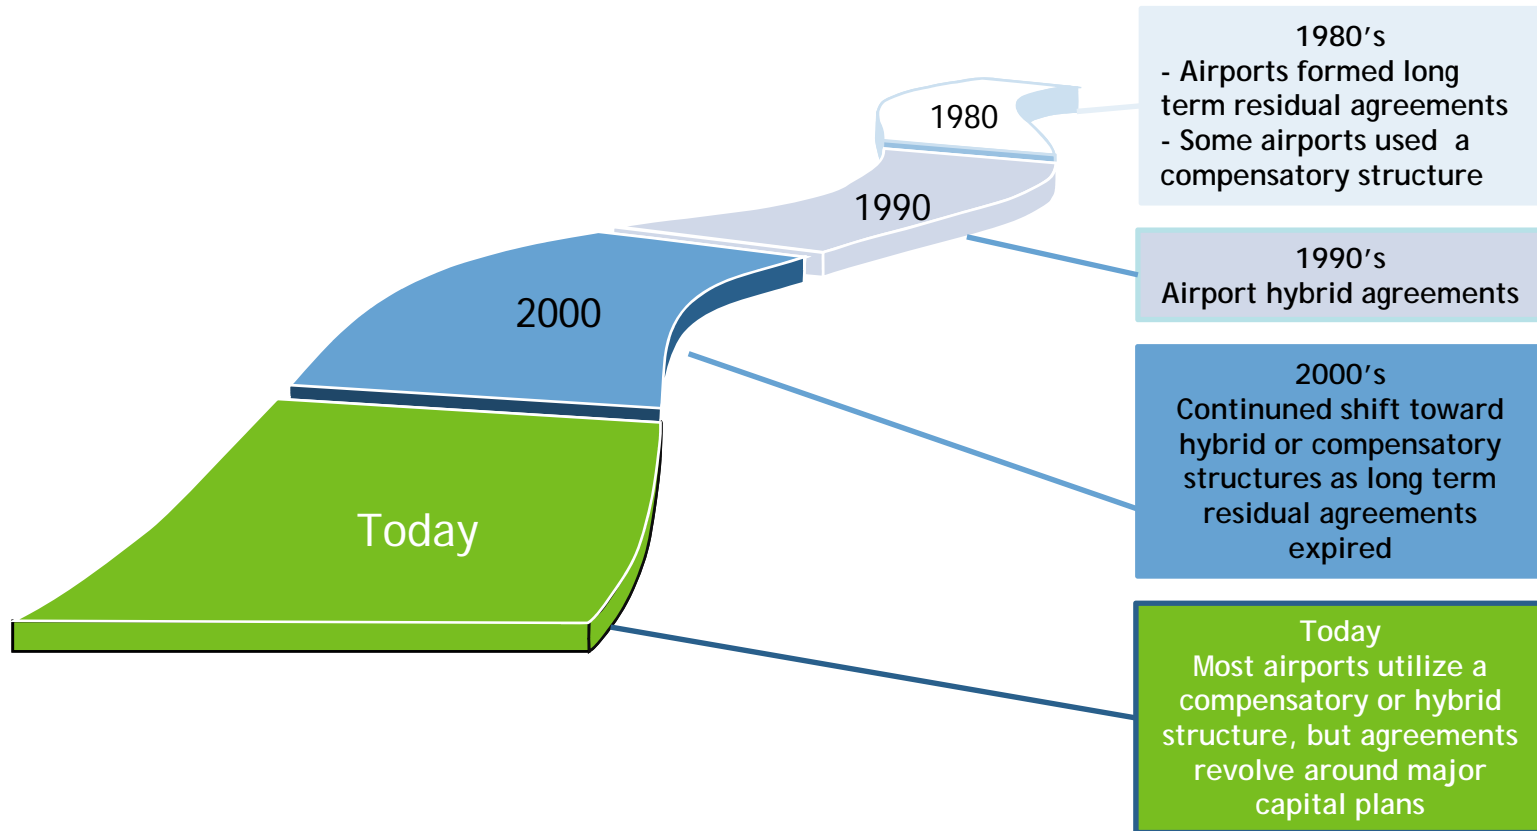 1980
1990
2000
Today
1980's
- Airports formed long
term residual agreements
- Some airports used a
compensatory structure
1990's
Airport hybrid agreements
2000's
Continuned shift toward
hybrid or compensatory
structures as long term
residual agreements
expired
Today
Most airports utilize a
compensatory or hybrid
structure, but agreements
revolve around major
capital plans